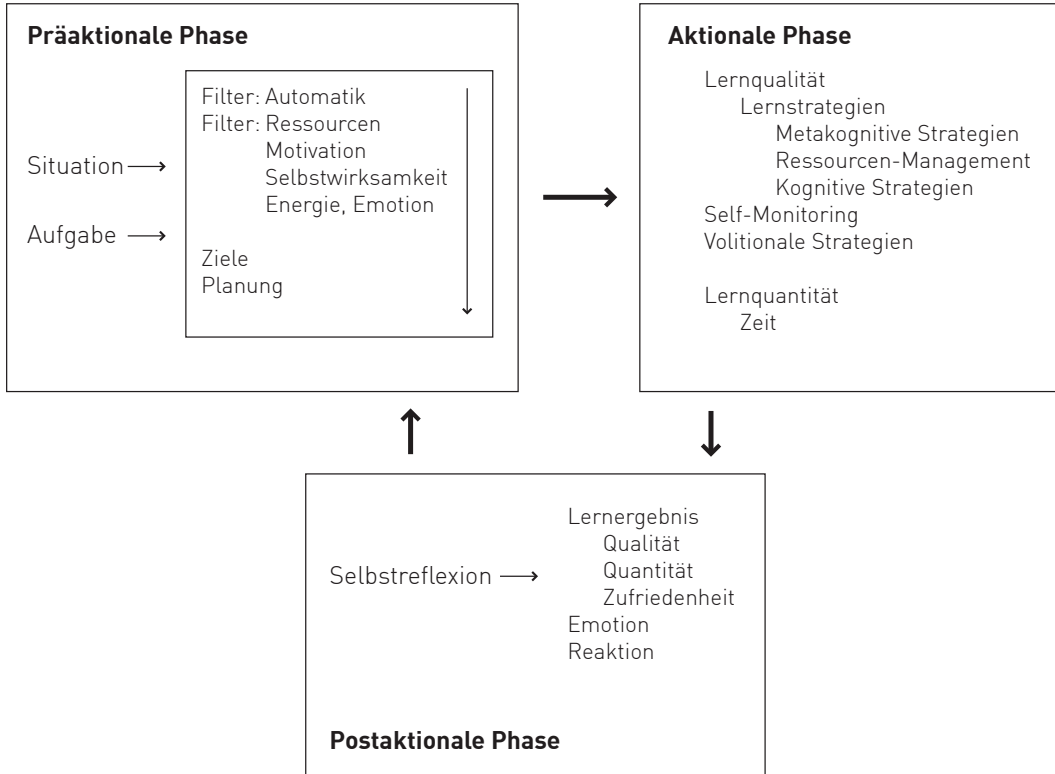 Präaktionale Phase
Situation
Aufgabe
Filter: Automatik
Filter: Ressourcen
Motivation
Selbstwirksamkeit
Energie, Emotion
Ziele
Planung
Aktionale Phase
Lernqualität
Lernstrategien
Metakognitive Strategien
Ressourcen-Management
Kognitive Strategien
Self-Monitoring
Volitionale Strategien
Lernquantität
Zeit
Selbstreflexion
Lernergebnis
Qualität
Quantität
Zufriedenheit
Emotion
Reaktion
Postaktionale Phase